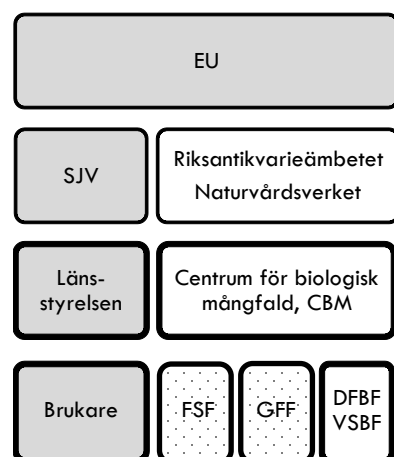 EU
SJV
Riksantikvarieämbetet
Naturvårdsverket
Läns-
styrelsen
Centrum för biologisk
mångfald, CBM
Brukare
FSF
GFF
DFBF
VSBF